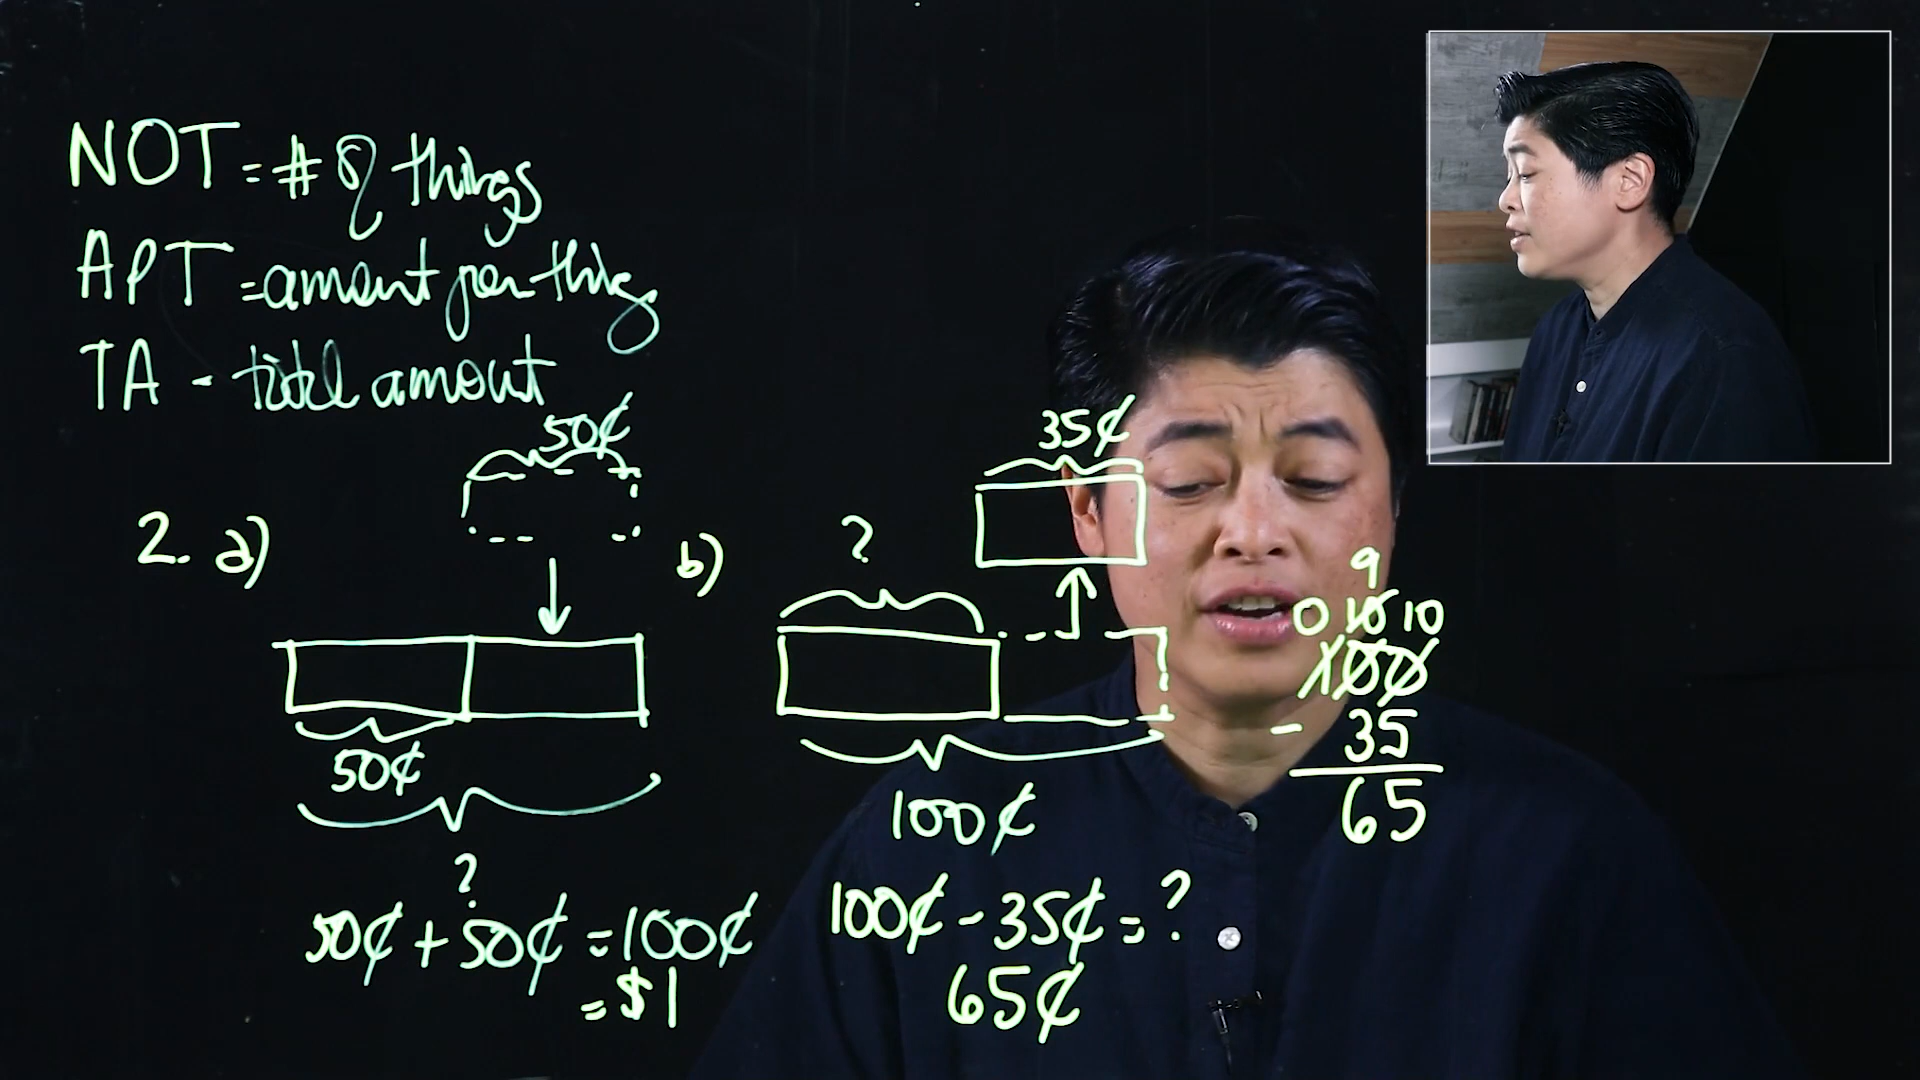 NOT = # of things
APT = amount per thing
TA - total amount
50¢
2. a)
50¢
?
50¢ + 50¢ = 100¢
= $1
b)
?
35¢
100¢
100¢ - 35¢ = ?
65¢
9
0 10 10
100
- 35
65